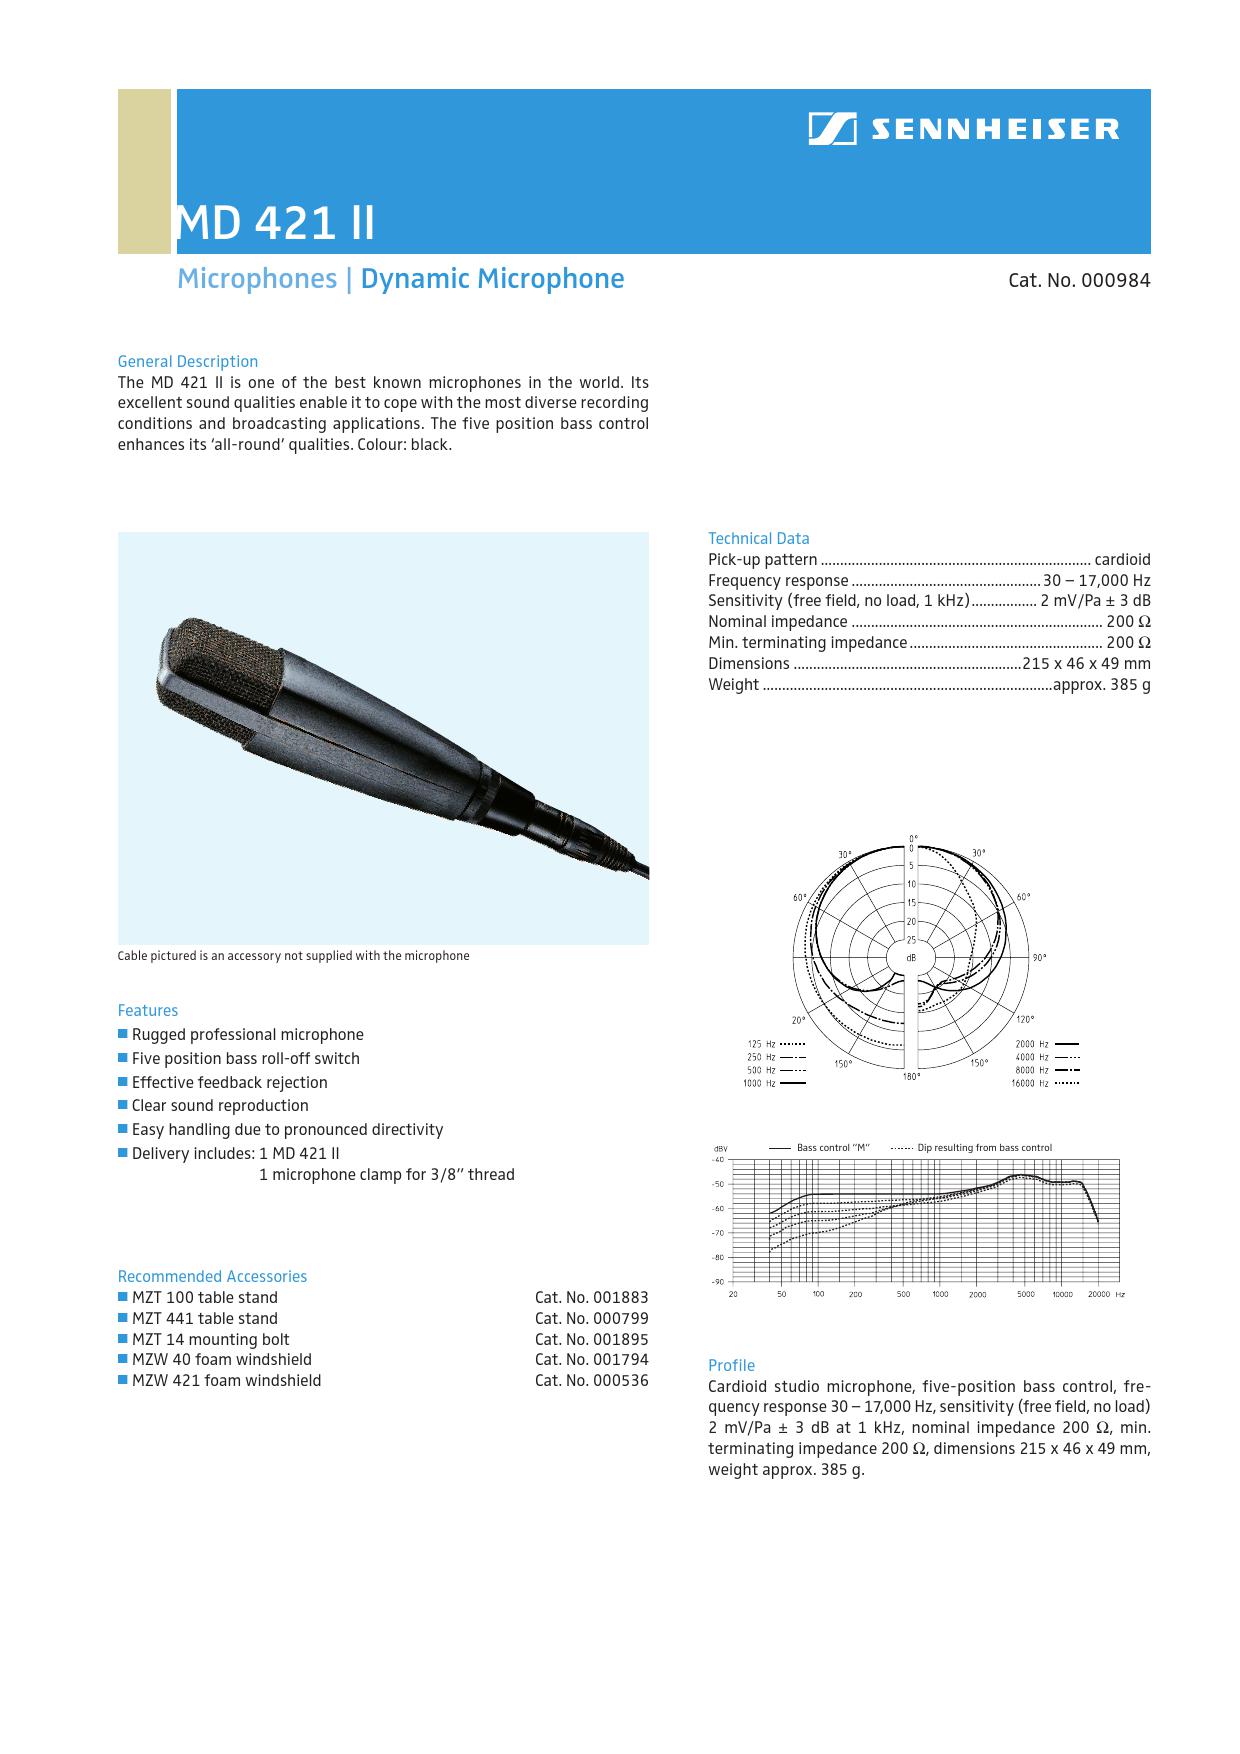 SENNHEISER
MD 421 II
Microphones | Dynamic Microphone
Cat. No. 000984
General Description
The MD 421 II is one of the best known microphones in the world. Its
excellent sound qualities enable it to cope with the most diverse recording
conditions and broadcasting applications. The five position bass control
enhances its ‘all-round’ qualities. Colour: black.
Cable pictured is an accessory not supplied with the microphone
Features
Rugged professional microphone
Five position bass roll-off switch
Effective feedback rejection
Clear sound reproduction
Easy handling due to pronounced directivity
Delivery includes: 1 MD 421 II
1 microphone clamp for 3/8” thread
Recommended Accessories
MZT 100 table stand Cat. No. 001883
MZT 441 table stand Cat. No. 000799
MZT 14 mounting bolt Cat. No. 001895
MZW 40 foam windshield Cat. No. 001794
MZW 421 foam windshield Cat. No. 000536
Technical Data
Pick-up pattern ...................................................................... cardioid
Frequency response ................................................. 30 – 17,000 Hz
Sensitivity (free field, no load, 1 kHz)................. 2 mV/Pa ± 3 dB
Nominal impedance ................................................................. 200 Ω
Min. terminating impedance .................................................. 200 Ω
Dimensions ...........................................................215 x 46 x 49 mm
Weight ...........................................................................approx. 385 g
0°
0
30° 30°
5
10
60° 60°
15
20
25
dB 90°
20° 120°
150° 150°
180°
125 Hz 2000 Hz
250 Hz 4000 Hz
500 Hz 8000 Hz
1000 Hz 16000 Hz
dBV Bass control “M” Dip resulting from bass control
-40
-50
-60
-70
-80
-90
20 50 100 200 500 1000 2000 5000 10000 20000 Hz
Profile
Cardioid studio microphone, five-position bass control, fre-
quency response 30 – 17,000 Hz, sensitivity (free field, no load)
2 mV/Pa ± 3 dB at 1 kHz, nominal impedance 200 Ω, min.
terminating impedance 200 Ω, dimensions 215 x 46 x 49 mm,
weight approx. 385 g.